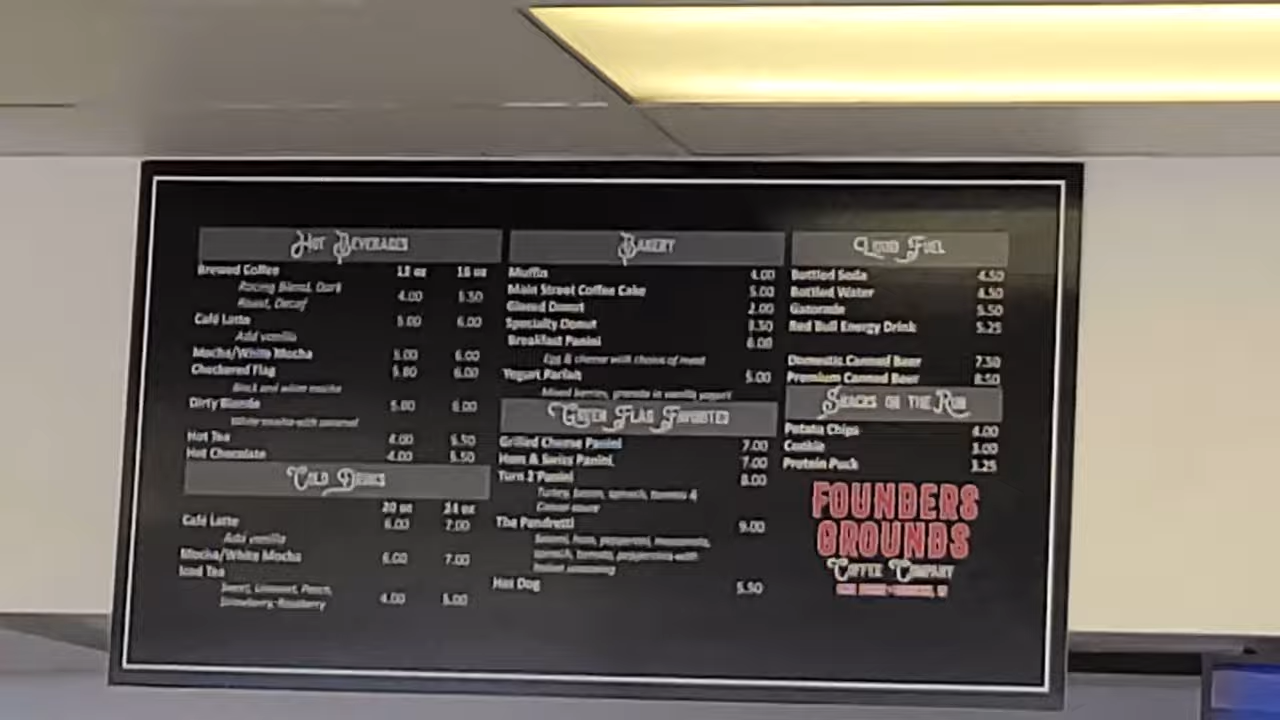 Hot Beverages
Brewed Coffee 12 oz 16 oz
Racing Blend, Dark
Roast, Decaf 4.00 5.50
Café Latte 5.00 6.00
Add vanilla
Mocha/White Mocha 5.00 6.00
Checkered Flag 5.00 6.00
Black and white mocha
Dirty Blonde 5.00 6.00
White mocha with caramel
Hot Tea 4.00 5.50
Hot Chocolate 4.00 5.50
Cold Drinks
20 oz 24 oz
Café Latte 6.00 7.00
Add vanilla
Mocha/White Mocha 6.00 7.00
Iced Tea
Sweet, Peach,
Strawberry, Raspberry 4.00 5.00
Bakery
Muffin 4.00
Main Street Coffee Cake 5.00
Glazed Donut 2.00
Specialty Donut 3.50
Breakfast Panini 6.00
Egg & cheese with choice of meat
Yogurt Parfait 5.00
Mixed berries, granola in vanilla yogurt
Green Flag Favorites
Grilled Cheese Panini 7.00
Ham & Swiss Panini 7.00
Turn 2 Panini 8.00
Turkey, bacon, spinach, tomato &
Caesar sauce
The Pandretti 9.00
ham, pepperoni,
spinach, tomato, with
Italian
Hot Dog 5.50
Liquid Fuel
Bottled Soda 4.50
Bottled Water 4.50
Gatorade 5.50
Red Bull Energy Drink 5.25
Domestic Canned Beer 7.50
Premium Canned Beer 8.50
Snacks on the Run
Potato Chips 4.00
Cookie 3.00
Protein Pack 3.25
FOUNDERS
GROUNDS
Coffee Company